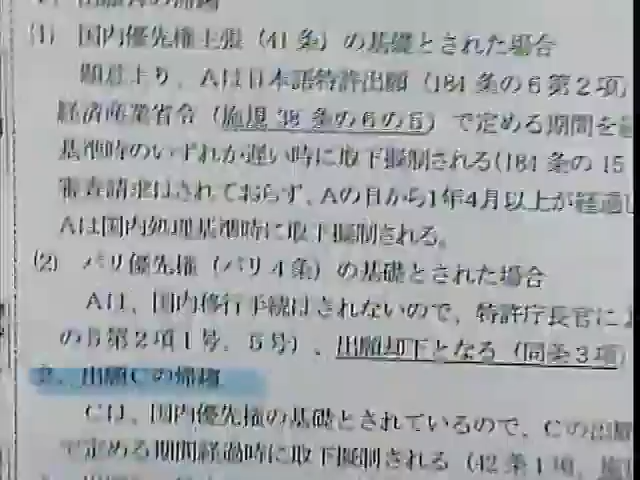 (1) 国内優先権主張(41条)の基礎とされた場合
題意より、Aは日本語特許出願(184条の6第2項)
経済産業省令(施規38条の6の5)で定める期間を
基準時のいずれか遅い時に取下擬制される(184条の15
審査請求はされておらず、Aの日から1年4月以上が経過し
Aは国内処理基準時に取下擬制される。
(2) パリ優先権(パリ4条)の基礎とされた場合
Aは、国内移行手続はされないので、特許庁長官に
の5第2項1号、5号)、出願却下となる(同条3項)
2．出願Cの帰趨
Cは、国内優先権の基礎とされているので、Cの出願
で定める期間経過時に取下擬制される(42条1項、施